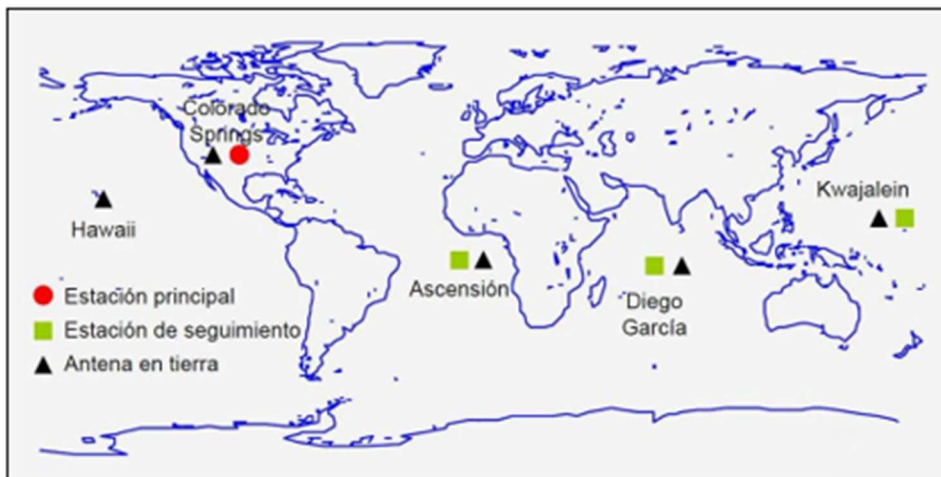 Colorado
Springs
Kwajalein
Hawaii
Ascensión
Diego
García
Estación principal
Estación de seguimiento
Antena en tierra